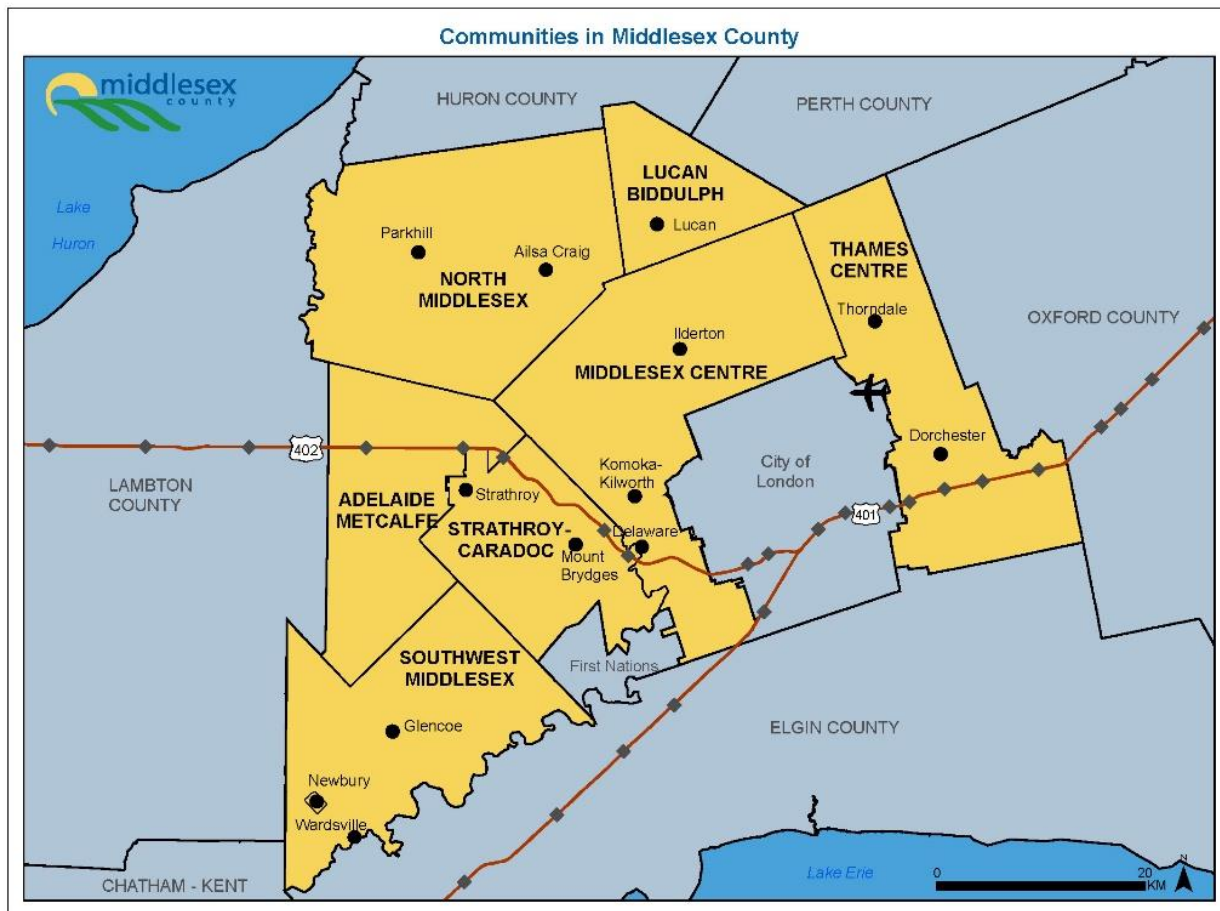 Communities in Middlesex County
middlesex
county
HURON COUNTY
PERTH COUNTY
LUCAN
BIDDULPH
Lucan
Lake
Huron
Parkhill
Ailsa Craig
NORTH
MIDDLESEX
THAMES
CENTRE
Thorndale
OXFORD COUNTY
Ilderton
MIDDLESEX CENTRE
402
LAMBTON
COUNTY
ADELAIDE
METCALFE
Strathroy
STRATHROY-
CARADOC
Mount
Brydges
Komoka-
Kilworth
Delaware
City of
London
Dorchester
401
First Nations
SOUTHWEST
MIDDLESEX
Glencoe
Newbury
Wardsville
ELGIN COUNTY
CHATHAM - KENT
Lake Erie
0
20
KM
N